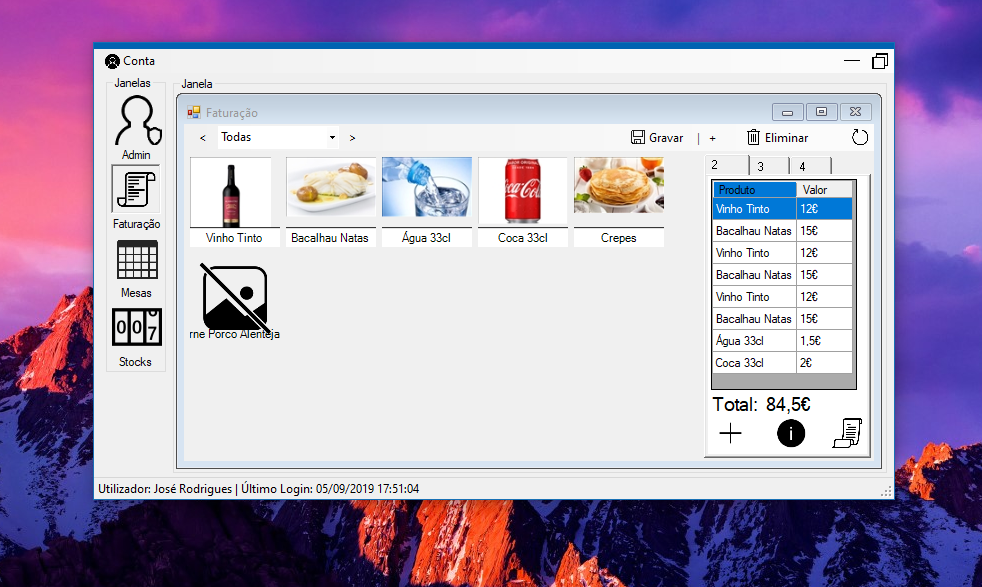 Conta
Janelas
Janela
Admin
Faturação
Mesas
007
Stocks
Faturação
< Todas >
Gravar | + Eliminar
Vinho Tinto
Bacalhau Natas
Água 33cl
Coca 33cl
Crepes
rne Porco Alenteja
2 3 4
Produto Valor
Vinho Tinto 12€
Bacalhau Natas 15€
Vinho Tinto 12€
Bacalhau Natas 15€
Vinho Tinto 12€
Bacalhau Natas 15€
Água 33cl 1,5€
Coca 33cl 2€
Total: 84,5€
Utilizador: José Rodrigues | Último Login: 05/09/2019 17:51:04
Coca-Cola